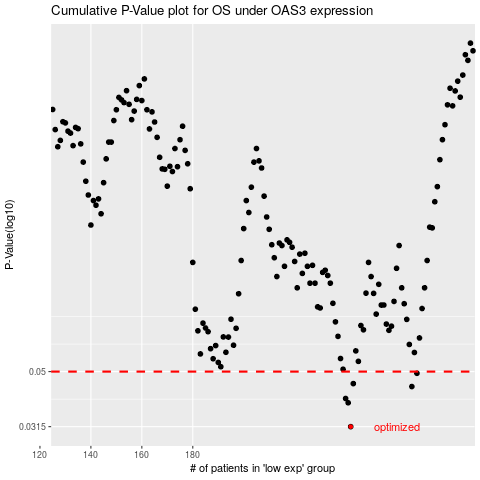 Cumulative P-Value plot for OS under OAS3 expression
P-Value(log10)
0.05
0.0315
optimized
120 140 160 180
# of patients in 'low exp' group